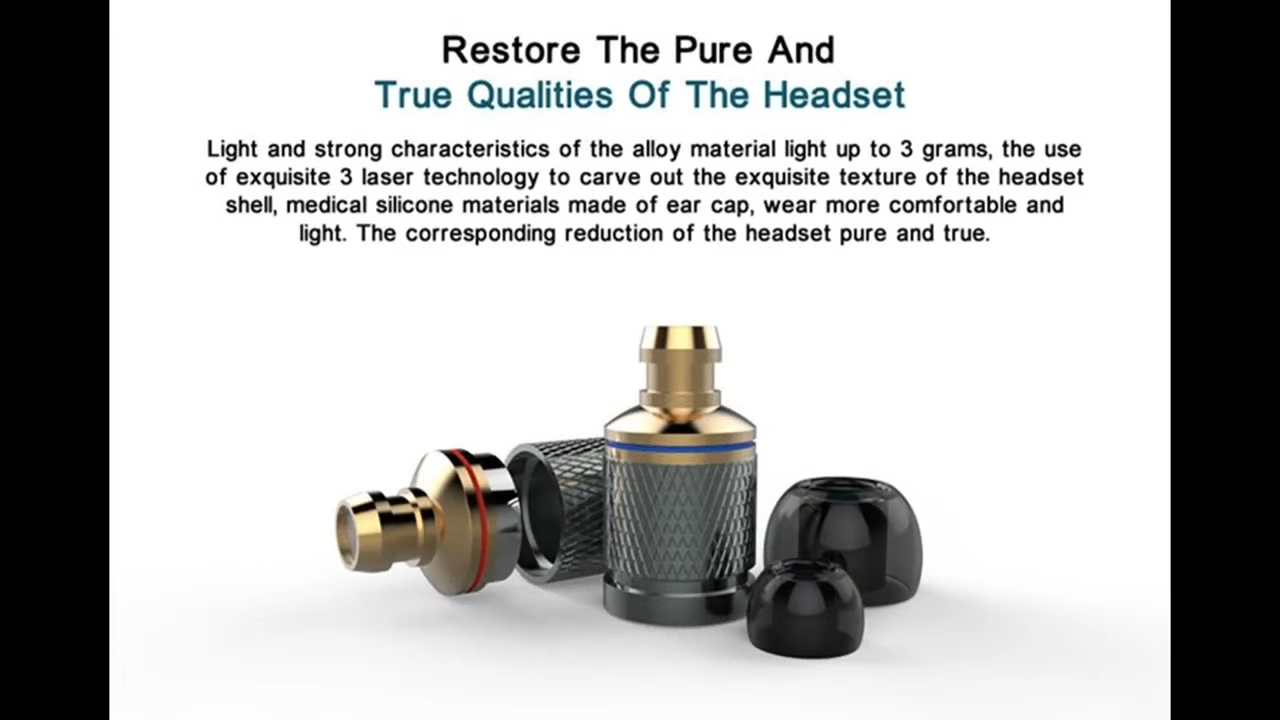 Restore The Pure And
True Qualities Of The Headset
Light and strong characteristics of the alloy material light up to 3 grams, the use
of exquisite 3 laser technology to carve out the exquisite texture of the headset
shell, medical silicone materials made of ear cap, wear more comfortable and
light. The corresponding reduction of the headset pure and true.